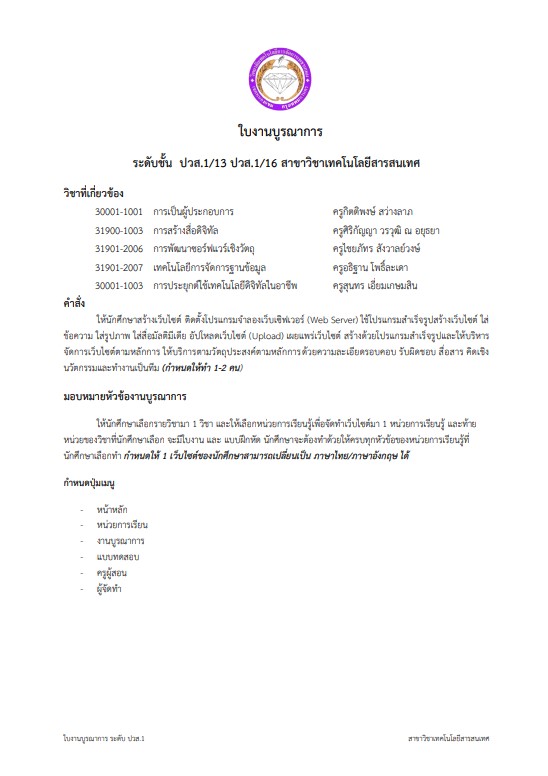 ใบงานบูรณาการ
ระดับชั้น ปวส.1/13 ปวส.1/16 สาขาวิชาเทคโนโลยีสารสนเทศ
วิชาที่เกี่ยวข้อง
30001-1001 การเป็นผู้ประกอบการ ครูกิตติพงษ์ สว่างลาภ
31900-1003 การสร้างสื่อดิจิทัล ครูศิริกัญญา วรวุฒิ ณ อยุธยา
31901-2006 การพัฒนาซอร์ฟแวร์เชิงวัตถุ ครูไชยภัทร สังวาลย์วงษ์
31901-2007 เทคโนโลยีการจัดการฐานข้อมูล ครูอธิฐาน โพธิ์ละเดา
30001-1003 การประยุกต์ใช้เทคโนโลยีดิจิทัลในอาชีพ ครูสุนทร เอี่ยมเกษมสิน
คำสั่ง
ให้นักศึกษาสร้างเว็บไซต์ ติดตั้งโปรแกรมจำลองเว็บเซิฟเวอร์ (Web Server) ใช้โปรแกรมสำเร็จรูปสร้างเว็บไซต์ ใส่
ข้อความ ใส่รูปภาพ ใส่สื่อมัลติมีเดีย อัปโหลดเว็บไซต์ (Upload) เผยแพร่เว็บไซต์ สร้างด้วยโปรแกรมสำเร็จรูปและให้บริหาร
จัดการเว็บไซต์ตามหลักการ ให้บริการตามวัตถุประสงค์ตามหลักการด้วยความละเอียดรอบคอบ รับผิดชอบ สื่อสาร คิดเชิง
นวัตกรรมและทำงานเป็นทีม (กำหนดให้ทำ 1-2 คน)
มอบหมายหัวข้องานบูรณาการ
ให้นักศึกษาเลือกรายวิชามา 1 วิชา และให้เลือกหน่วยการเรียนรู้เพื่อจัดทำเว็บไซต์มา 1 หน่วยการเรียนรู้ และท้าย
หน่วยของวิชาที่นักศึกษาเลือก จะมีใบงาน และ แบบฝึกหัด นักศึกษาจะต้องทำด้วยให้ครบทุกหัวข้อของหน่วยการเรียนรู้ที่
นักศึกษาเลือกทำ กำหนดให้ 1 เว็บไซต์ของนักศึกษาสามารถเปลี่ยนเป็น ภาษาไทย/ภาษาอังกฤษ ได้
กำหนดปุ่มเมนู
- หน้าหลัก
- หน่วยการเรียน
- งานบูรณาการ
- แบบทดสอบ
- ครูผู้สอน
- ผู้จัดทำ
ใบงานบูรณาการ ระดับ ปวส.1 สาขาวิชาเทคโนโลยีสารสนเทศ